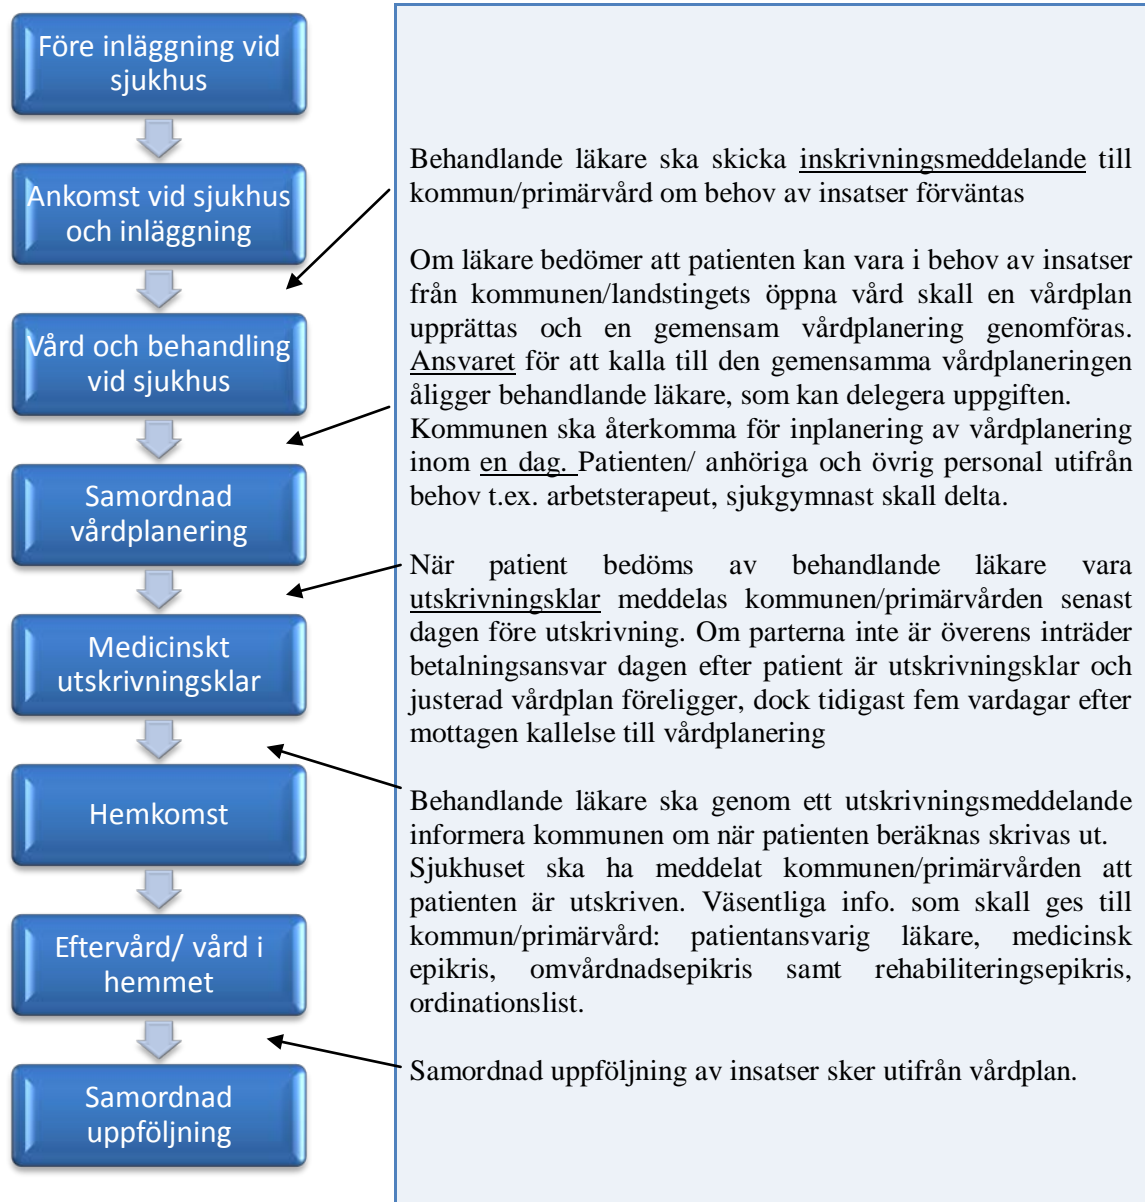 Före inläggning vid
sjukhus
Ankomst vid sjukhus
och inläggning
Vård och behandling
vid sjukhus
Samordnad
vårdplanering
Medicinskt
utskrivningsklar
Hemkomst
Eftervård/ vård i
hemmet
Samordnad
uppföljning
Behandlande läkare ska skicka inskrivningsmeddelande till
kommun/primärvård om behov av insatser förväntas
Om läkare bedömer att patienten kan vara i behov av insatser
från kommunen/landstingets öppna vård skall en vårdplan
upprättas och en gemensam vårdplanering genomföras.
Ansvaret för att kalla till den gemensamma vårdplaneringen
åligger behandlande läkare, som kan delegera uppgiften.
Kommunen ska återkomma för inplanering av vårdplanering
inom en dag. Patienten/ anhöriga och övrig personal utifrån
behov t.ex. arbetsterapeut, sjukgymnast skall delta.
När patient bedöms av behandlande läkare vara
utskrivningsklar meddelas kommunen/primärvården senast
dagen före utskrivning. Om parterna inte är överens inträder
betalningsansvar dagen efter patient är utskrivningsklar och
justerad vårdplan föreligger, dock tidigast fem vardagar efter
mottagen kallelse till vårdplanering
Behandlande läkare ska genom ett utskrivningsmeddelande
informera kommunen om när patienten beräknas skrivas ut.
Sjukhuset ska ha meddelat kommunen/primärvården att
patienten är utskriven. Väsentliga info. som skall ges till
kommun/primärvård: patientansvarig läkare, medicinsk
epikris, omvårdnadsepikris samt rehabiliteringsepikris,
ordinationslist.
Samordnad uppföljning av insatser sker utifrån vårdplan.